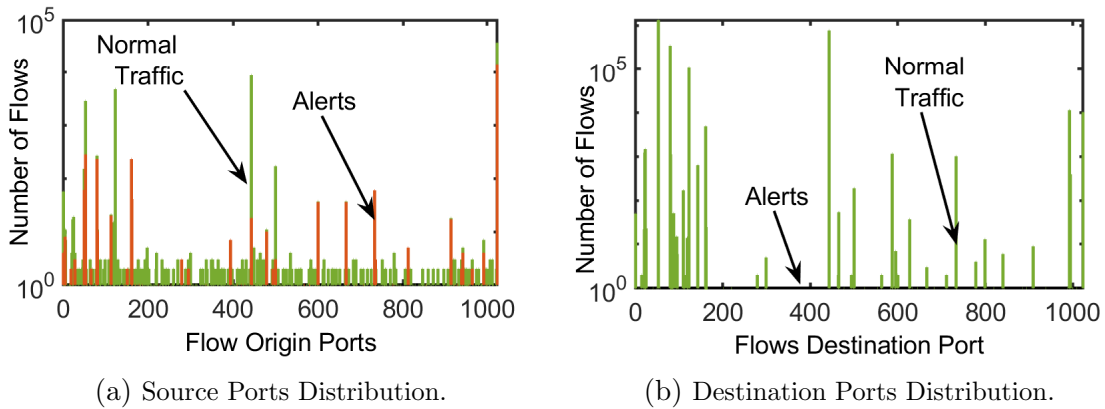 10^5
10^0
Number of Flows
Normal
Traffic
Alerts
0 200 400 600 800 1000
Flow Origin Ports
(a) Source Ports Distribution.
10^5
10^0
Number of Flows
Normal
Traffic
Alerts
0 200 400 600 800 1000
Flows Destination Port
(b) Destination Ports Distribution.